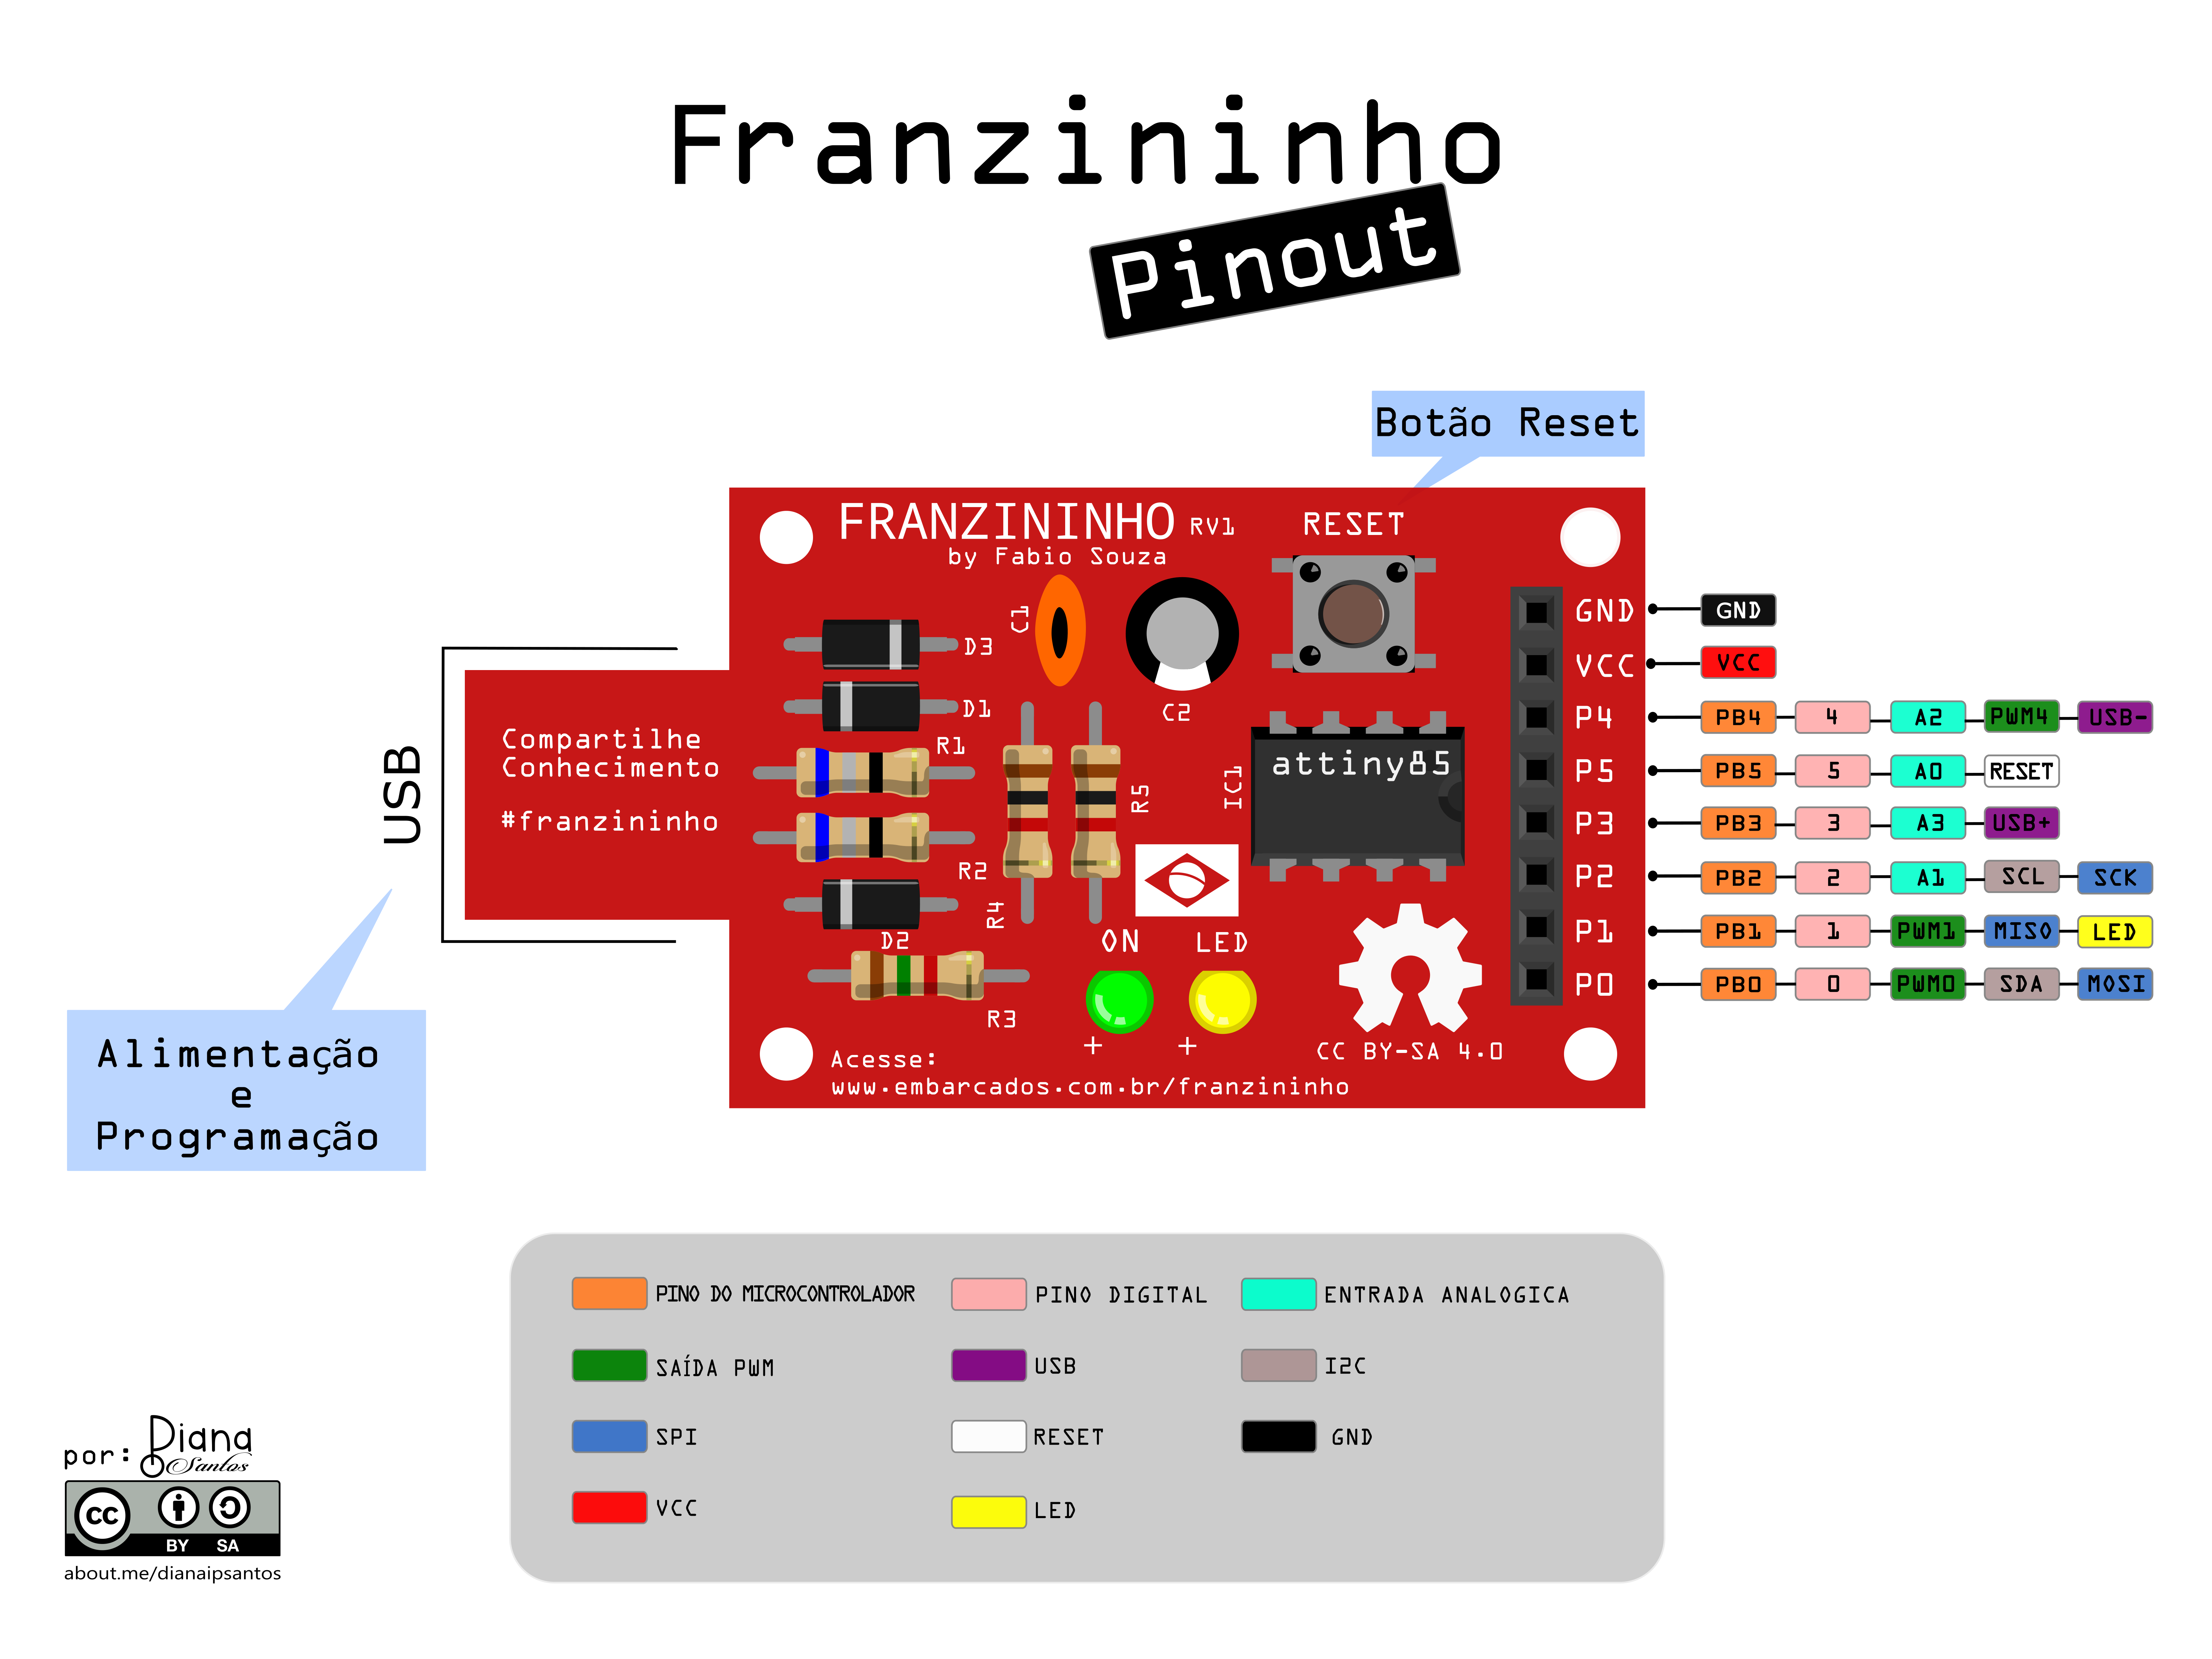 Franzininho
Pinout
Botão Reset
FRANZININHO RV1
by Fabio Souza
RESET
C1
C2
D3
D1
R1
R2
R4
R5
D2
R3
IC1
attiny85
USB
Compartilhe
Conhecimento
#franzininho
ON LED
+ +
CC BY-SA 4.0
Acesse:
www.embarcados.com.br/franzininho
Alimentação
e
Programação
GND GND
VCC VCC
P4 PB4 4 A2 PWM4 USB-
P5 PB5 5 A0 RESET
P3 PB3 3 A3 USB+
P2 PB2 2 A1 SCL SCK
P1 PB1 1 PWM1 MISO LED
P0 PB0 0 PWM0 SDA MOSI
PINO DO MICROCONTROLADOR PINO DIGITAL ENTRADA ANALOGICA
SAÍDA PWM USB I2C
SPI RESET GND
VCC LED
por: Diana
Santos
cc
BY SA
about.me/dianaipsantos